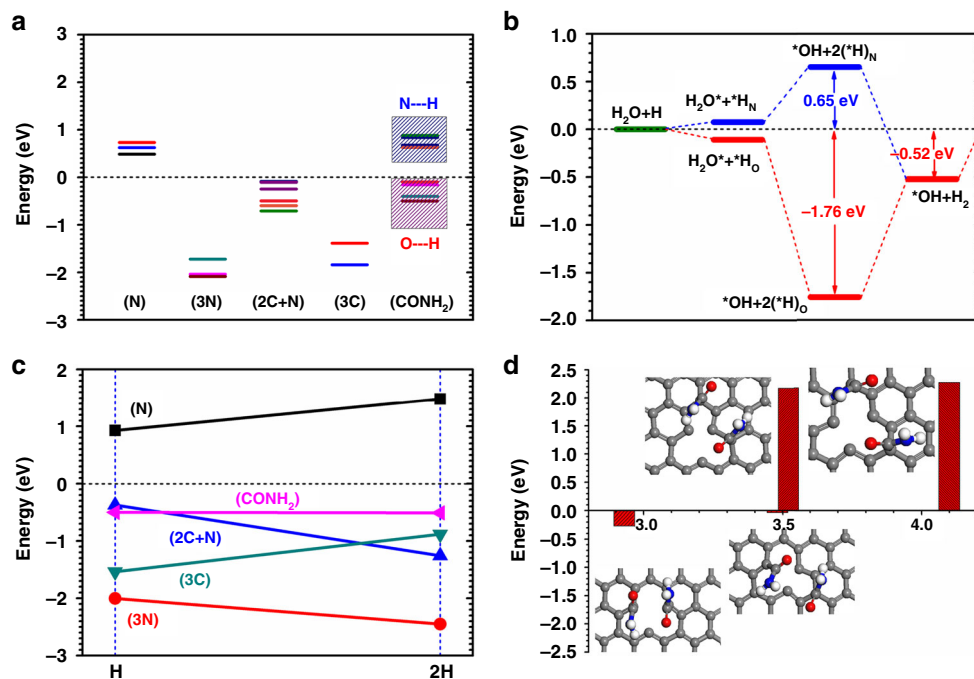 a
Energy (eV)
3
2
1
0
–1
–2
–3
N---H
O---H
(N)
(3N)
(2C+N)
(3C)
(CONH₂)
b
Energy (eV)
1.0
0.5
0.0
–0.5
–1.0
–1.5
–2.0
*OH+2(*H)N
0.65 eV
H₂O+H
H₂O*+*HN
H₂O*+*HO
–0.52 eV
*OH+H₂
–1.76 eV
*OH+2(*H)O
c
Energy (eV)
2
1
0
–1
–2
–3
(N)
(CONH₂)
(2C+N)
(3C)
(3N)
H
2H
d
Energy (eV)
2.5
2.0
1.5
1.0
0.5
0.0
–0.5
–1.0
–1.5
–2.0
–2.5
3.0
3.5
4.0